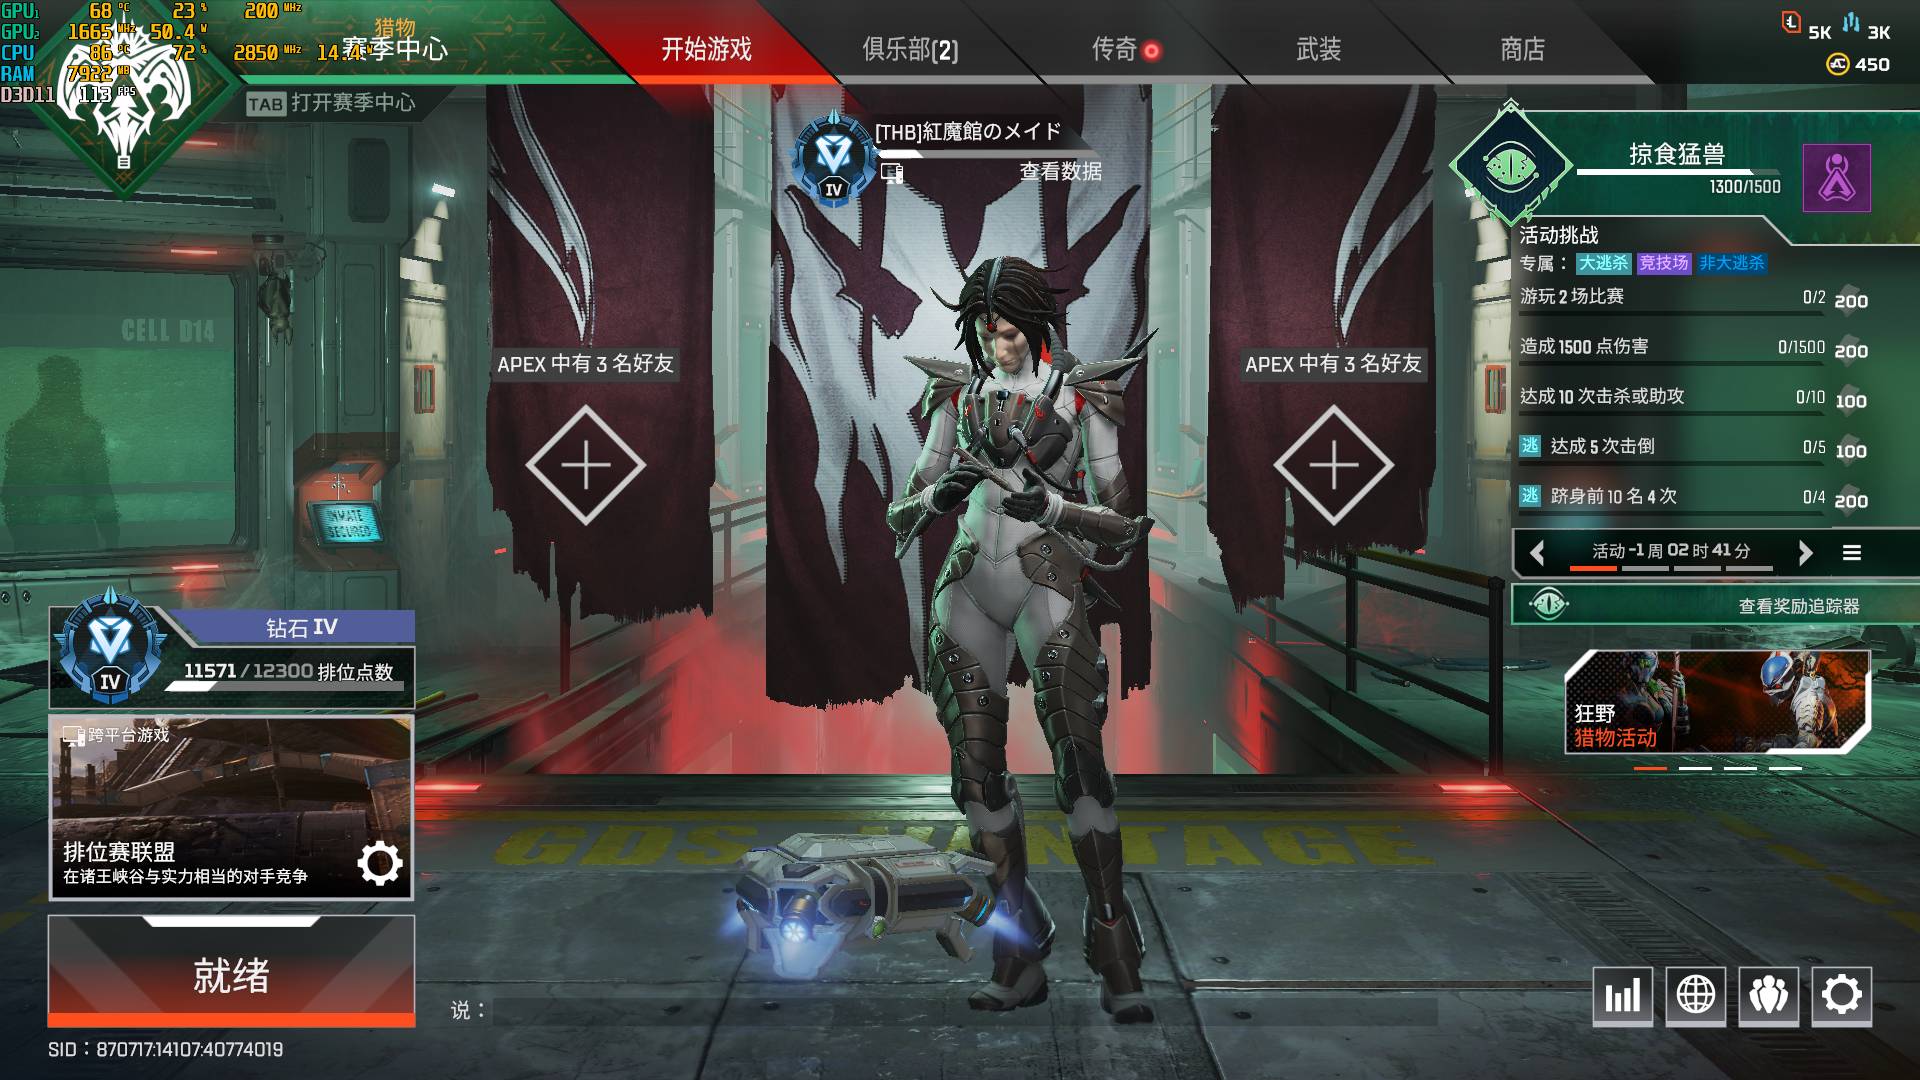 GPU₁ 68 °C 23 % 200 MHz
GPU₂ 1665 MHz 50.4 W
CPU 86 °C 72 % 2850 MHz 14.4 W
RAM 7922 MB
D3D11 113 FPS
猎物
赛季中心
TAB 打开赛季中心
开始游戏
俱乐部[2]
传奇
武装
商店
5K 3K
450
[THB]紅魔館のメイド
IV
查看数据
掠食猛兽
1300/1500
活动挑战
专属： 大逃杀 竞技场 非大逃杀
游玩 2 场比赛 0/2 200
造成 1500 点伤害 0/1500 200
达成 10 次击杀或助攻 0/10 100
逃 达成 5 次击倒 0/5 100
逃 跻身前 10 名 4 次 0/4 200
活动 -1 周 02 时 41 分
查看奖励追踪器
狂野
猎物活动
CELL D14
APEX 中有 3 名好友
APEX 中有 3 名好友
INMATE
SECURED
钻石 IV
IV
11571 / 12300 排位点数
跨平台游戏
排位赛联盟
在诸王峡谷与实力相当的对手竞争
就绪
GDS VANTAGE
说：
SID：870717:14107:40774019